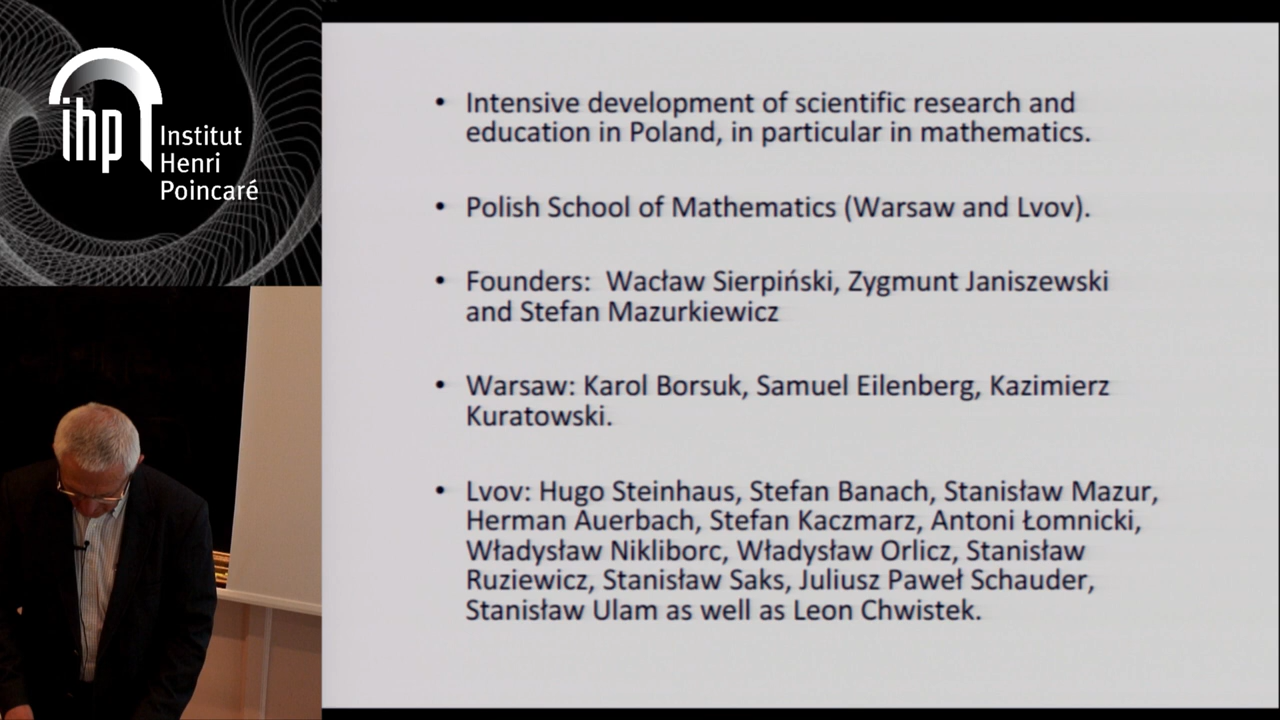 ihp
Institut
Henri
Poincaré
• Intensive development of scientific research and
education in Poland, in particular in mathematics.
• Polish School of Mathematics (Warsaw and Lvov).
• Founders:  Wacław Sierpiński, Zygmunt Janiszewski
and Stefan Mazurkiewicz
• Warsaw: Karol Borsuk, Samuel Eilenberg, Kazimierz
Kuratowski.
• Lvov: Hugo Steinhaus, Stefan Banach, Stanisław Mazur,
Herman Auerbach, Stefan Kaczmarz, Antoni Łomnicki,
Władysław Nikliborc, Władysław Orlicz, Stanisław
Ruziewicz, Stanisław Saks, Juliusz Paweł Schauder,
Stanisław Ulam as well as Leon Chwistek.